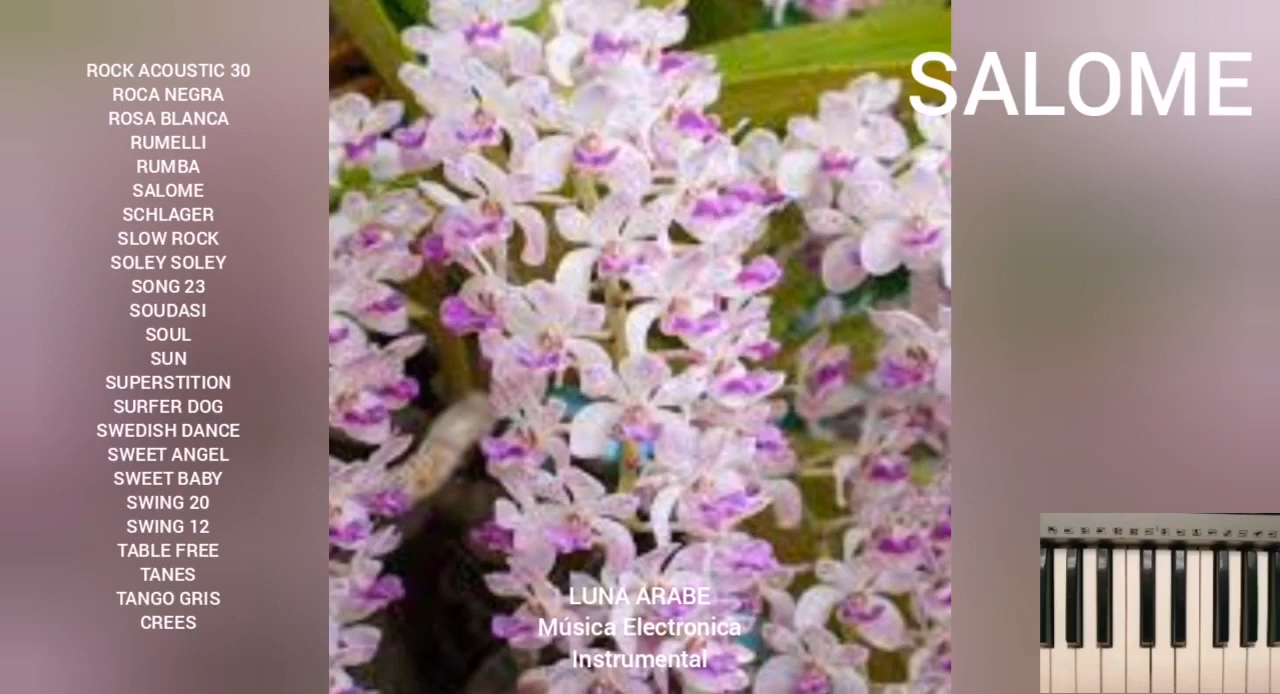 ROCK ACOUSTIC 30
ROCA NEGRA
ROSA BLANCA
RUMELLI
RUMBA
SALOME
SCHLAGER
SLOW ROCK
SOLEY SOLEY
SONG 23
SOUDASI
SOUL
SUN
SUPERSTITION
SURFER DOG
SWEDISH DANCE
SWEET ANGEL
SWEET BABY
SWING 20
SWING 12
TABLE FREE
TANES
TANGO GRIS
CREES
SALOME
LUNA ARABE
Música Electronica
Instrumental